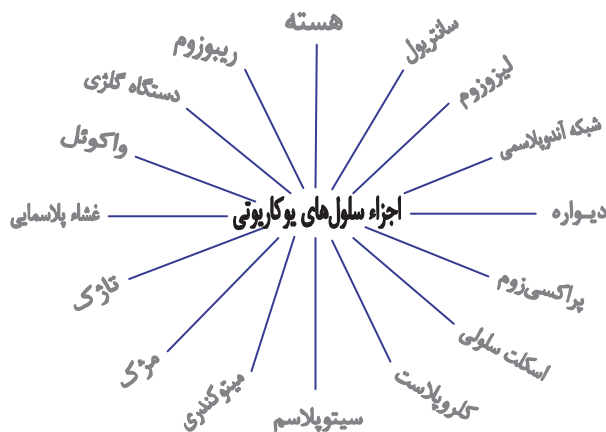 هسته
سانتریول
لیزوزوم
شبکه آندوپلاسمی
دیواره
پراکسی‌زوم
اسکلت سلولی
کلروپلاست
سیتوپلاسم
میتوکندری
مژک
تاژک
غشاء پلاسمایی
واکوئل
دستگاه گلژی
ریبوزوم
اجزاء سلول‌های یوکاریوتی